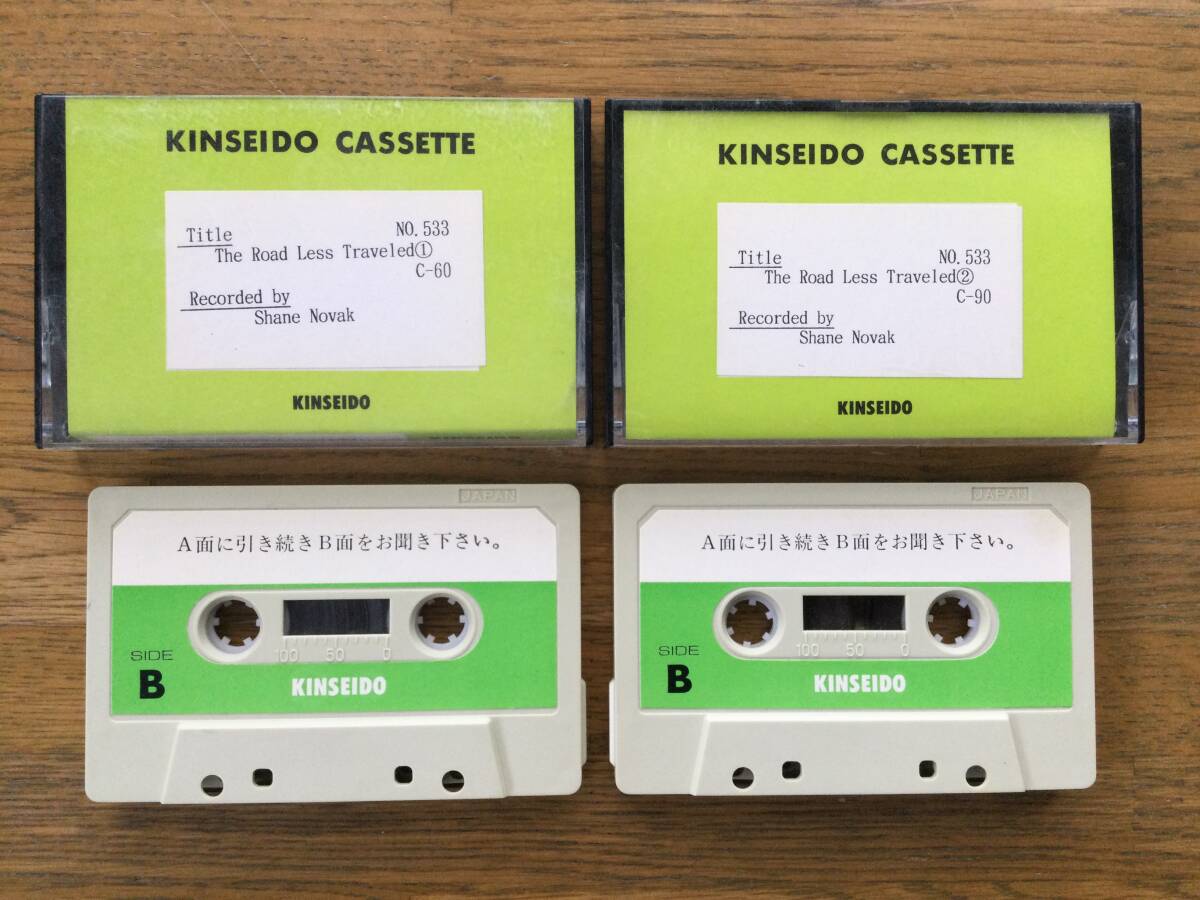 KINSEIDO CASSETTE
Title NO. 533
The Road Less Traveled①
C-60
Recorded by
Shane Novak
KINSEIDO
KINSEIDO CASSETTE
Title NO. 533
The Road Less Traveled②
C-90
Recorded by
Shane Novak
KINSEIDO
JAPAN
A面に引き続きB面をお聞き下さい。
100 50 0
SIDE
B
KINSEIDO
JAPAN
A面に引き続きB面をお聞き下さい。
100 50 0
SIDE
B
KINSEIDO